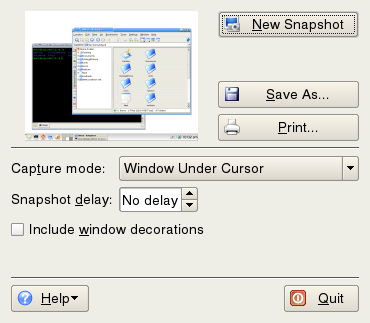 New Snapshot
Save As...
Print...
Capture mode: Window Under Cursor
Snapshot delay: No delay
Include window decorations
Help
Quit